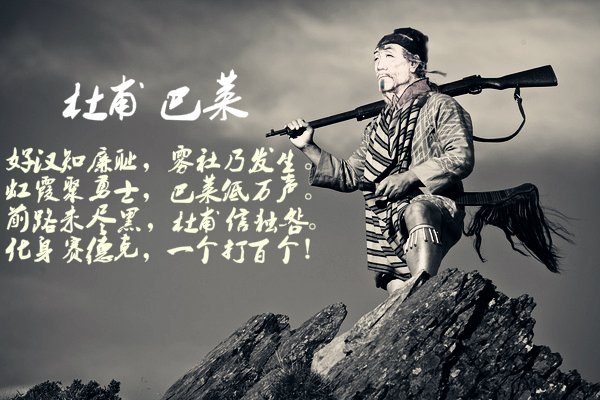 杜甫 巴莱
好汉知廉耻，雾社乃发生。
虹霞聚勇士，巴莱低万声。
前路未尽黑，杜甫信独咎。
化身赛德克，一个打百个！